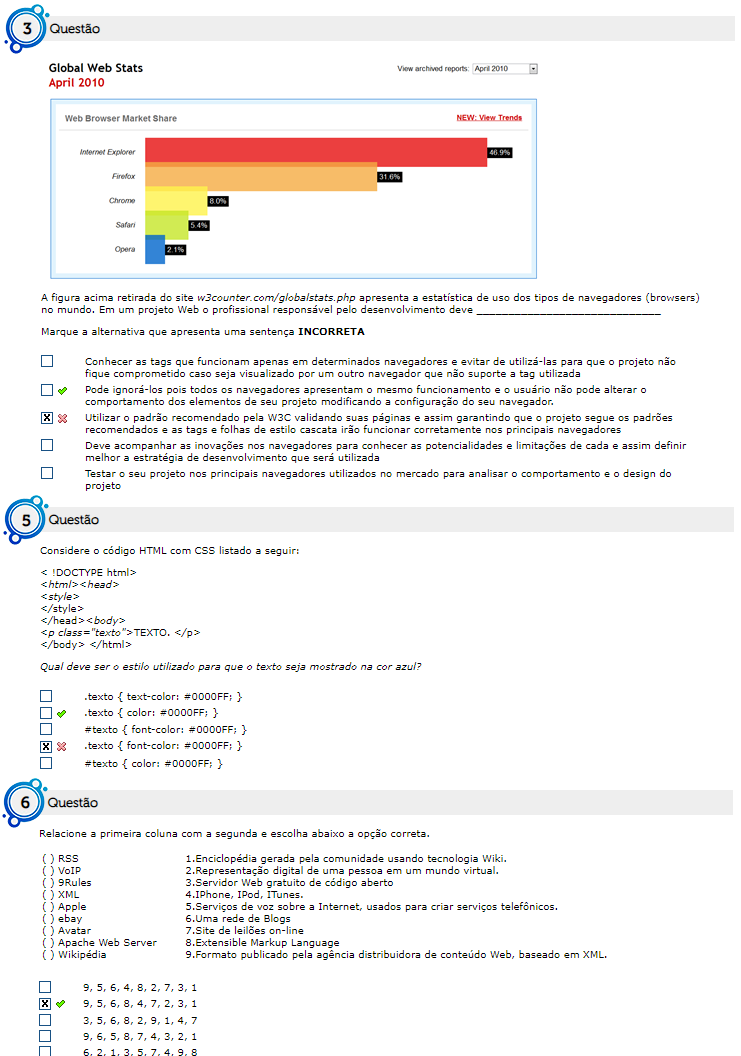 3 Questão
Global Web Stats
April 2010
View archived reports: April 2010
Web Browser Market Share
NEW: View Trends
Internet Explorer 46.9%
Firefox 31.6%
Chrome 8.0%
Safari 5.4%
Opera 2.1%
A figura acima retirada do site w3counter.com/globalstats.php apresenta a estatística de uso dos tipos de navegadores (browsers)
no mundo. Em um projeto Web o profissional responsável pelo desenvolvimento deve _____________________________
Marque a alternativa que apresenta uma sentença INCORRETA
Conhecer as tags que funcionam apenas em determinados navegadores e evitar de utilizá-las para que o projeto não
fique comprometido caso seja visualizado por um outro navegador que não suporte a tag utilizada
Pode ignorá-los pois todos os navegadores apresentam o mesmo funcionamento e o usuário não pode alterar o
comportamento dos elementos de seu projeto modificando a configuração do seu navegador.
X Utilizar o padrão recomendado pela W3C validando suas páginas e assim garantindo que o projeto segue os padrões
recomendados e as tags e folhas de estilo cascata irão funcionar corretamente nos principais navegadores
Deve acompanhar as inovações nos navegadores para conhecer as potencialidades e limitações de cada e assim definir
melhor a estratégia de desenvolvimento que será utilizada
Testar o seu projeto nos principais navegadores utilizados no mercado para analisar o comportamento e o design do
projeto
5 Questão
Considere o código HTML com CSS listado a seguir:
< !DOCTYPE html>
<html><head>
<style>
</style>
</head><body>
<p class="texto">TEXTO. </p>
</body> </html>
Qual deve ser o estilo utilizado para que o texto seja mostrado na cor azul?
.texto { text-color: #0000FF; }
.texto { color: #0000FF; }
#texto { font-color: #0000FF; }
X .texto { font-color: #0000FF; }
#texto { color: #0000FF; }
6 Questão
Relacione a primeira coluna com a segunda e escolha abaixo a opção correta.
( ) RSS 1.Enciclopédia gerada pela comunidade usando tecnologia Wiki.
( ) VoIP 2.Representação digital de uma pessoa em um mundo virtual.
( ) 9Rules 3.Servidor Web gratuito de código aberto
( ) XML 4.IPhone, IPod, ITunes.
( ) Apple 5.Serviços de voz sobre a Internet, usados para criar serviços telefônicos.
( ) ebay 6.Uma rede de Blogs
( ) Avatar 7.Site de leilões on-line
( ) Apache Web Server 8.Extensible Markup Language
( ) Wikipédia 9.Formato publicado pela agência distribuidora de conteúdo Web, baseado em XML.
9, 5, 6, 4, 8, 2, 7, 3, 1
X 9, 5, 6, 8, 4, 7, 2, 3, 1
3, 5, 6, 8, 2, 9, 1, 4, 7
9, 6, 5, 8, 7, 4, 3, 2, 1
6, 2, 1, 3, 5, 7, 4, 9, 8